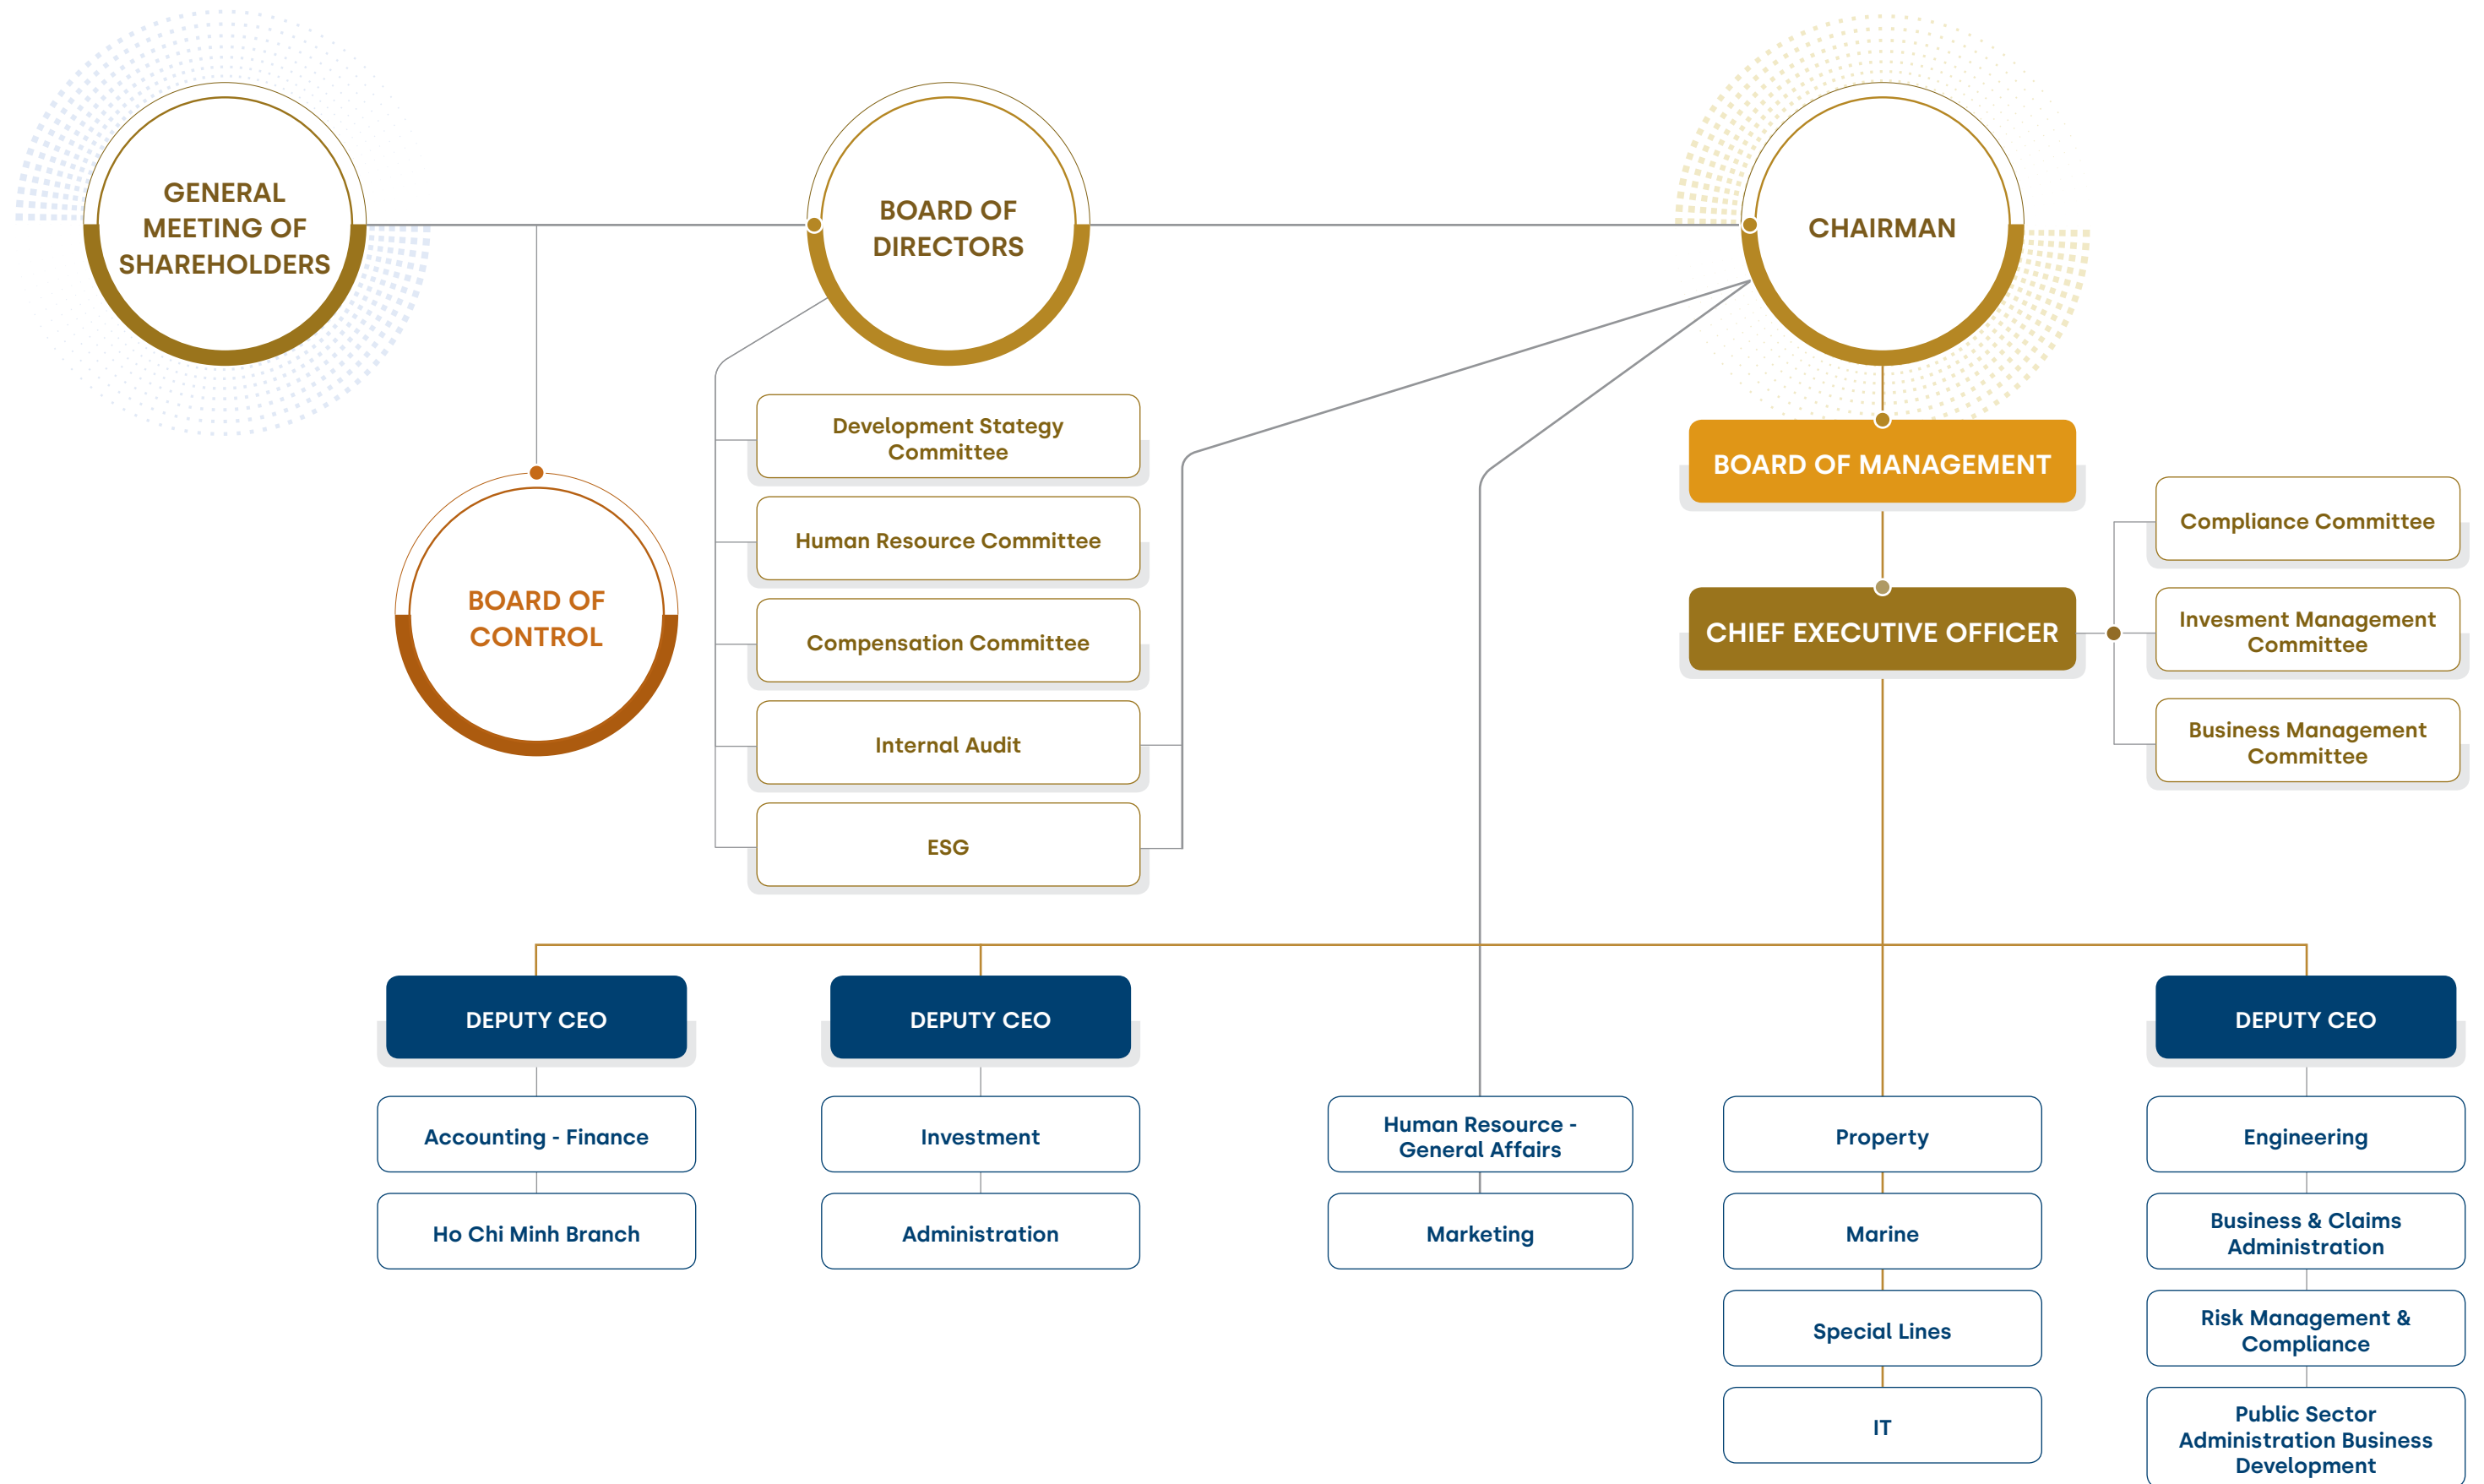 GENERAL
MEETING OF
SHAREHOLDERS
BOARD OF
DIRECTORS
CHAIRMAN
BOARD OF
CONTROL
Development Stategy
Committee
Human Resource Committee
Compensation Committee
Internal Audit
ESG
BOARD OF MANAGEMENT
CHIEF EXECUTIVE OFFICER
Compliance Committee
Invesment Management
Committee
Business Management
Committee
DEPUTY CEO
Accounting - Finance
Ho Chi Minh Branch
DEPUTY CEO
Investment
Administration
Human Resource -
General Affairs
Marketing
Property
Marine
Special Lines
IT
DEPUTY CEO
Engineering
Business & Claims
Administration
Risk Management &
Compliance
Public Sector
Administration Business
Development